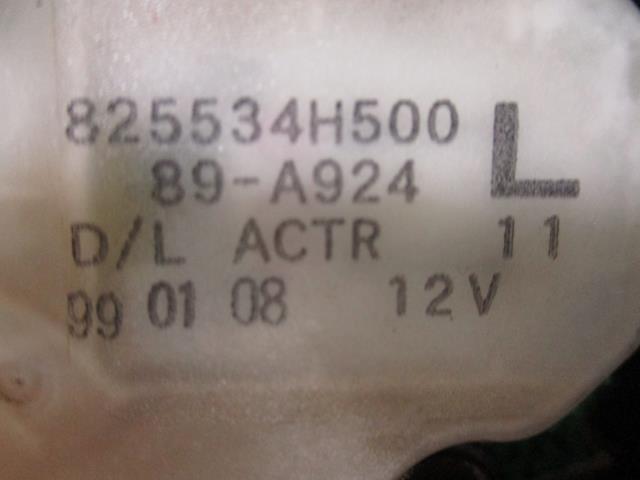 825534H500 L
89-A924
D/L ACTR 11
99 01 08 12V